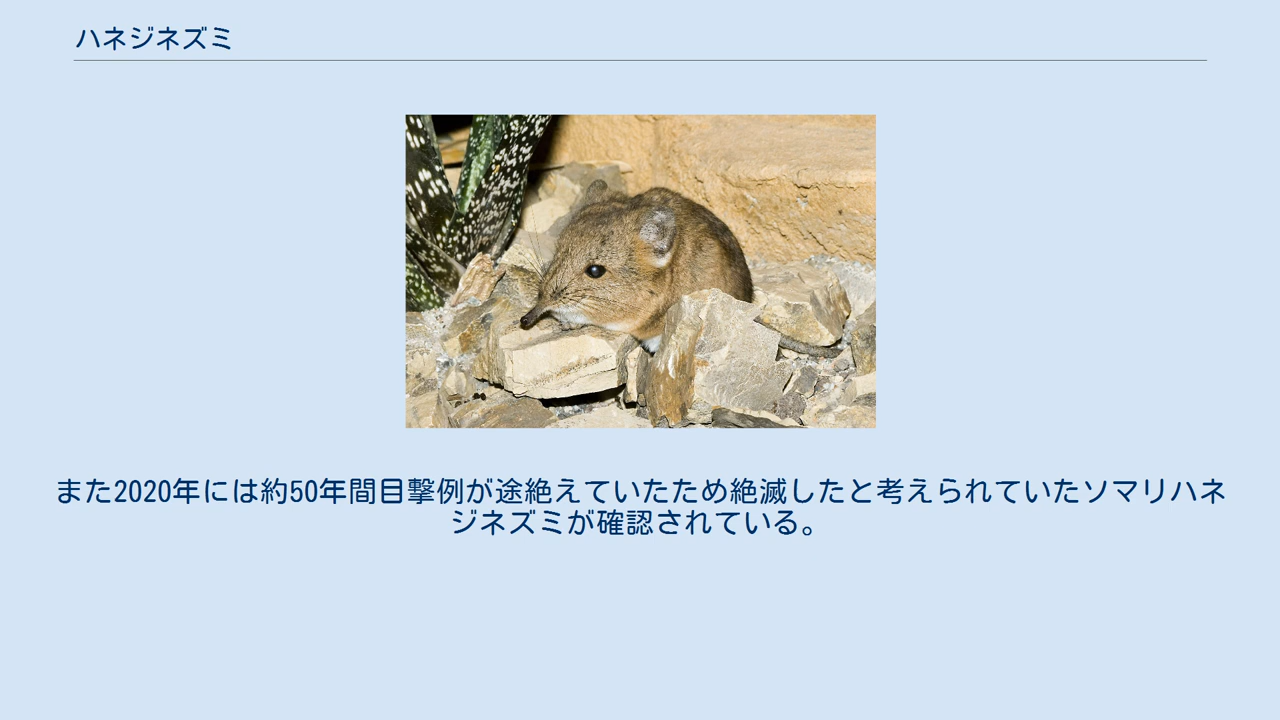 ハネジネズミ
また2020年には約50年間目撃例が途絶えていたため絶滅したと考えられていたソマリハネ
ジネズミが確認されている。